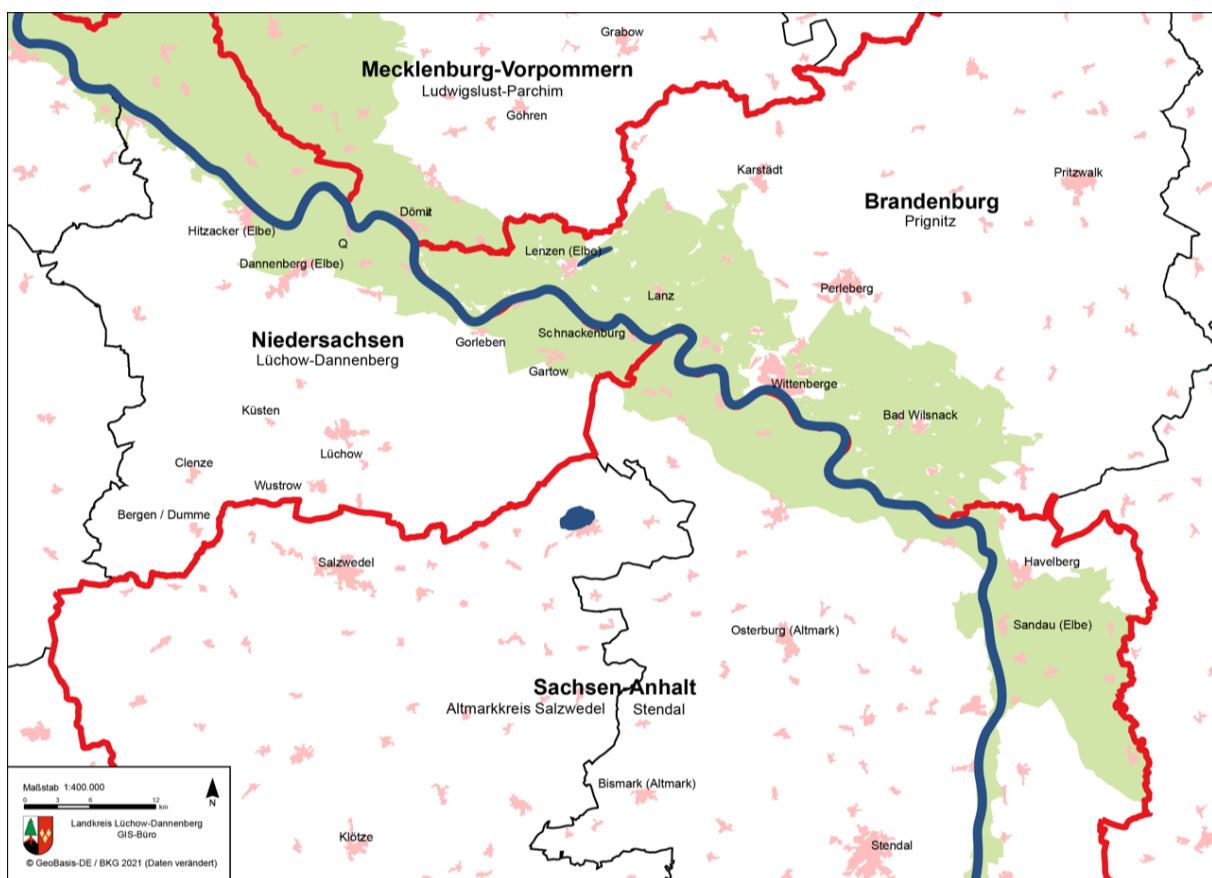 Grabow
Mecklenburg-Vorpommern
Ludwigslust-Parchim
Göhren
Karstädt
Pritzwalk
Brandenburg
Prignitz
Dömitz
Hitzacker (Elbe)
Q
Lenzen (Elbe)
Dannenberg (Elbe)
Perleberg
Lanz
Niedersachsen
Lüchow-Dannenberg
Schnackenburg
Gorleben
Gartow
Wittenberge
Küsten
Bad Wilsnack
Lüchow
Clenze
Wustrow
Bergen / Dumme
Salzwedel
Havelberg
Osterburg (Altmark)
Sandau (Elbe)
Sachsen-Anhalt
Altmarkkreis Salzwedel
Stendal
Bismark (Altmark)
Klötze
Stendal
Maßstab 1:400.000
N
0 3 6 12
km
Landkreis Lüchow-Dannenberg
GIS-Büro
© GeoBasis-DE / BKG 2021 (Daten verändert)